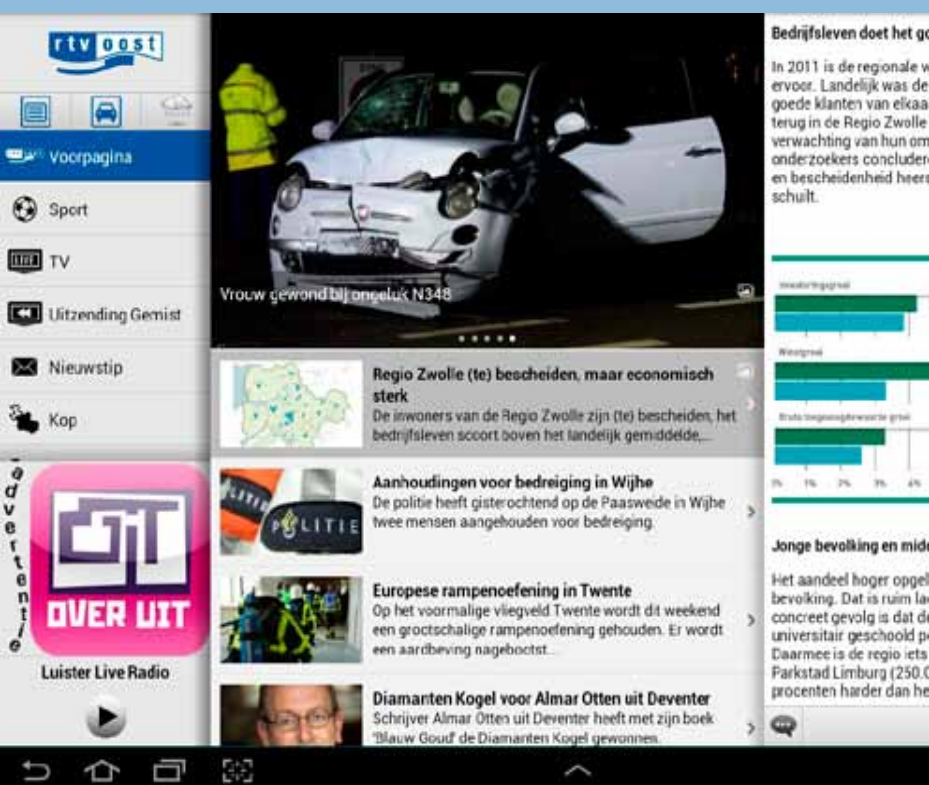 rtv oost
Voorpagina
Sport
LIVE TV
Uitzending Gemist
Nieuwstip
Kop
advertentie
UIT
OVER UIT
Luister Live Radio
Vrouw gewond bij ongeluk N348
Regio Zwolle (te) bescheiden, maar economisch
sterk
De inwoners van de Regio Zwolle zijn (te) bescheiden, het
bedrijfsleven scoort boven het landelijk gemiddelde,...
POLITIE
Aanhoudingen voor bedreiging in Wijhe
De politie heeft gisterochtend op de Paasweide in Wijhe
twee mensen aangehouden voor bedreiging.
Europese rampenoefening in Twente
Op het voormalige vliegveld Twente wordt dit weekend
een grootschalige rampenoefening gehouden. Er wordt
een aardbeving nagebootst...
Diamanten Kogel voor Almar Otten uit Deventer
Schrijver Almar Otten uit Deventer heeft met zijn boek
'Blauw Goud' de Diamanten Kogel gewonnen.
Bedrijfsleven doet het go
In 2011 is de regionale w
ervoor. Landelijk was de
goede klanten van elkaa
terug in de Regio Zwolle
verwachting van hun om
onderzoekers concludere
en bescheidenheid heers
schuilt.
Winstgroei
0% 1% 2% 3% 4%
Jonge bevolking en midd
Het aandeel hoger opgel
bevolking. Dat is ruim la
concreet gevolg is dat de
universitair geschoold pe
Daarmee is de regio iets
Parkstad Limburg (250.0
procenten harder dan he